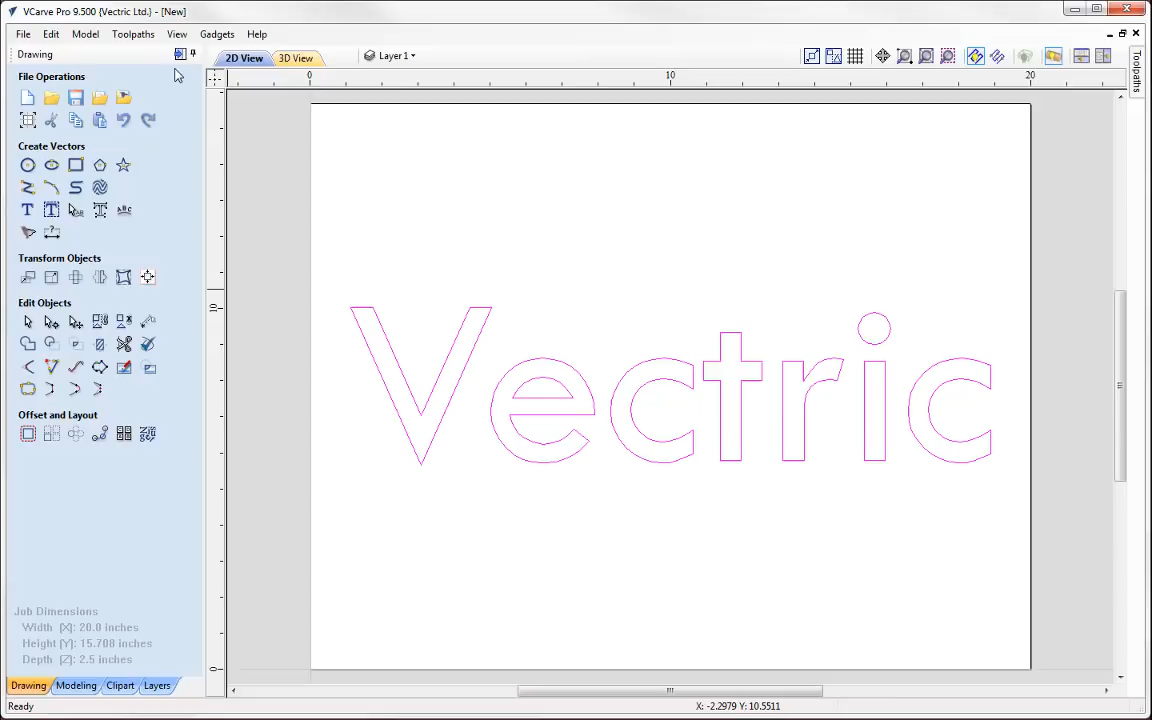 VCarve Pro 9.500 {Vectric Ltd.} - [New]
File Edit Model Toolpaths View Gadgets Help
Drawing
2D View
3D View
Layer 1
Toolpaths
File Operations
0 10 20
Create Vectors
Transform Objects
Edit Objects
10
Vectric
Offset and Layout
Job Dimensions
Width (X): 20.0 inches
Height (Y): 15.708 inches
Depth (Z): 2.5 inches
0
Drawing Modeling Clipart Layers
Ready
X: -2.2979 Y: 10.5511